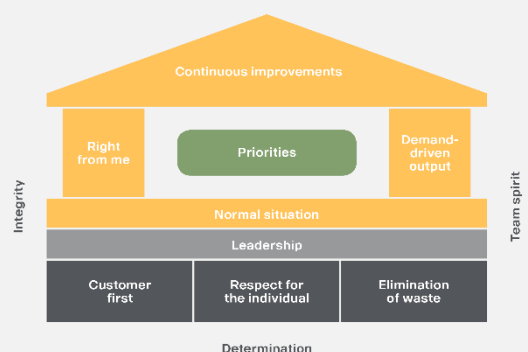 Continuous improvements
Right
from me
Priorities
Demand-
driven
output
Integrity
Team spirit
Normal situation
Leadership
Customer
first
Respect for
the individual
Elimination
of waste
Determination